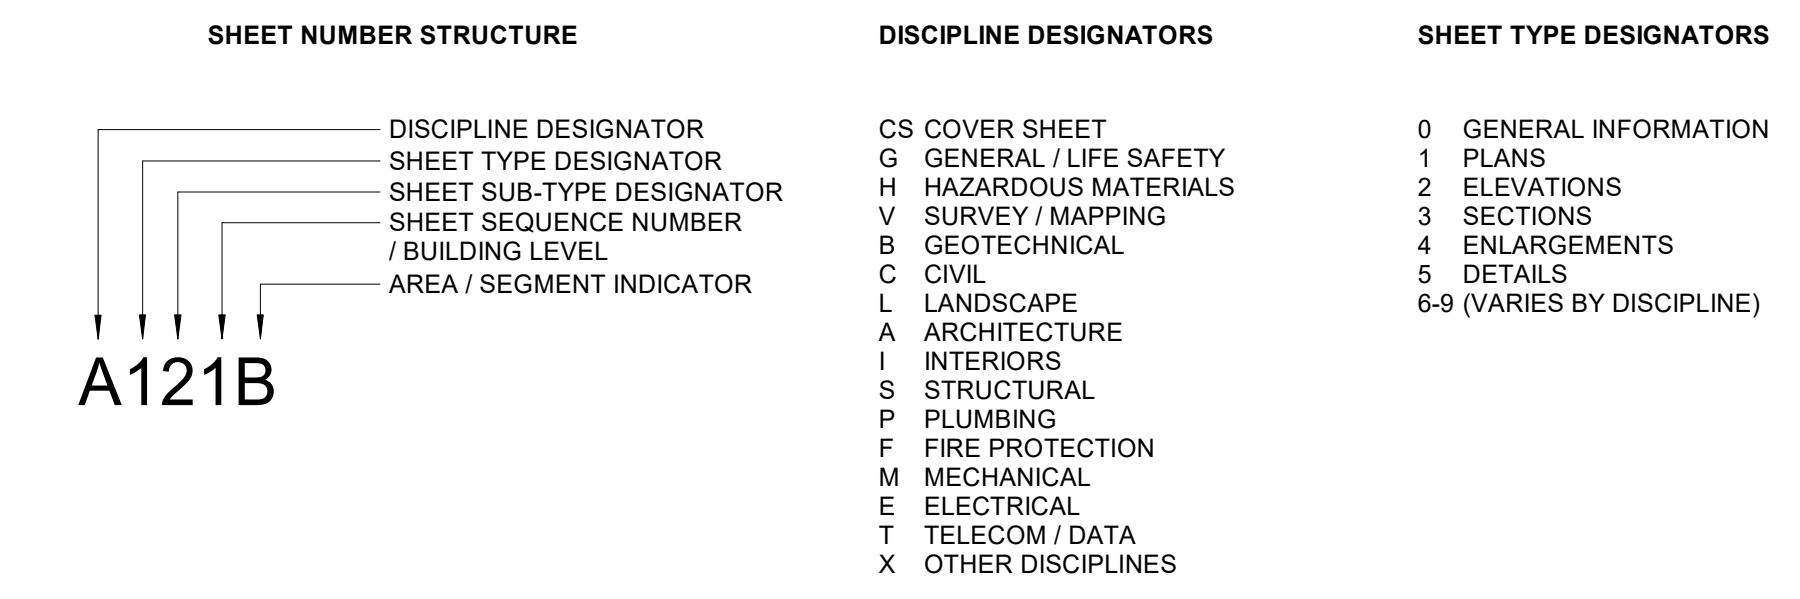 SHEET NUMBER STRUCTURE
DISCIPLINE DESIGNATOR
SHEET TYPE DESIGNATOR
SHEET SUB-TYPE DESIGNATOR
SHEET SEQUENCE NUMBER
/ BUILDING LEVEL
AREA / SEGMENT INDICATOR
A121B
DISCIPLINE DESIGNATORS
CS COVER SHEET
G GENERAL / LIFE SAFETY
H HAZARDOUS MATERIALS
V SURVEY / MAPPING
B GEOTECHNICAL
C CIVIL
L LANDSCAPE
A ARCHITECTURE
I INTERIORS
S STRUCTURAL
P PLUMBING
F FIRE PROTECTION
M MECHANICAL
E ELECTRICAL
T TELECOM / DATA
X OTHER DISCIPLINES
SHEET TYPE DESIGNATORS
0 GENERAL INFORMATION
1 PLANS
2 ELEVATIONS
3 SECTIONS
4 ENLARGEMENTS
5 DETAILS
6-9 (VARIES BY DISCIPLINE)